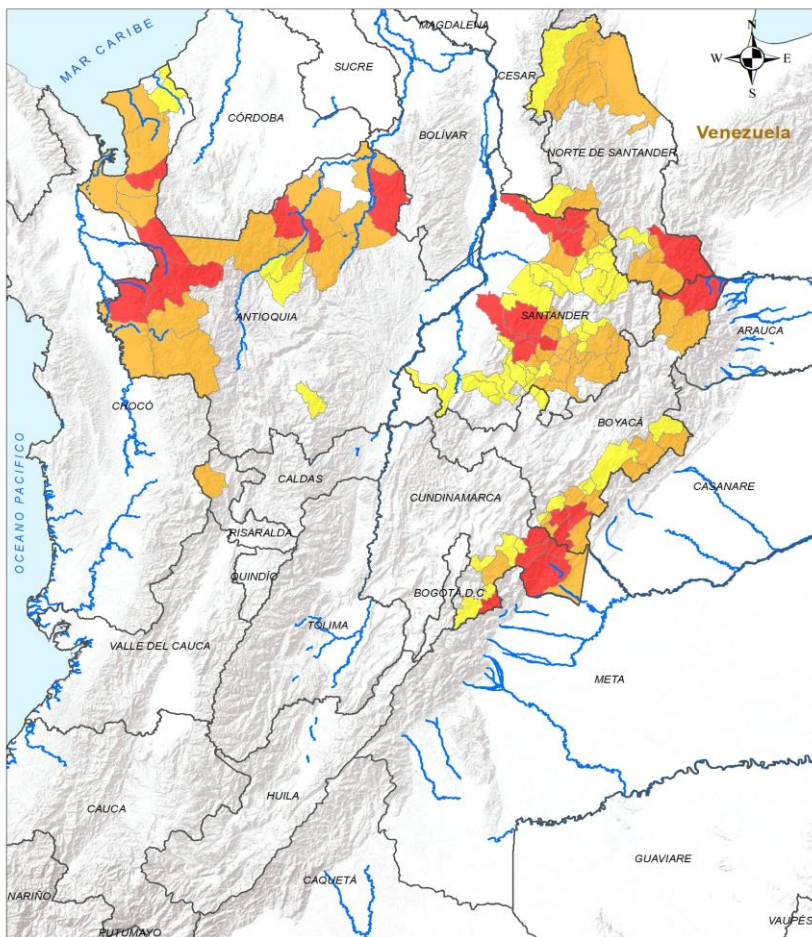 MAGDALENA
MAR CARIBE
N
SUCRE
W E
CESAR
S
CÓRDOBA
BOLÍVAR
Venezuela
NORTE DE SANTANDER
ANTIOQUIA
SANTANDER
ARAUCA
CHOCÓ
BOYACÁ
CALDAS
CUNDINAMARCA
CASANARE
OCEANO PACIFICO
RISARALDA
QUINDÍO
BOGOTÁ, D.C
TOLIMA
VALLE DEL CAUCA
META
HUILA
CAUCA
GUAVIARE
CAQUETÁ
NARIÑO
VAUPÉS
PUTUMAYO